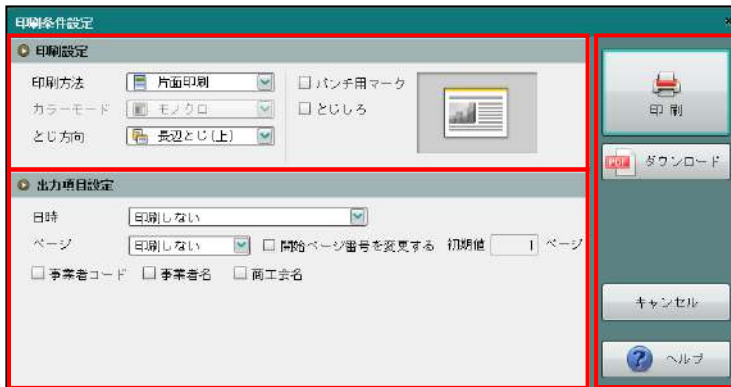 印刷条件設定
印刷設定
印刷方法 片面印刷 パンチ用マーク
カラーモード モノクロ とじしろ
とじ方向 長辺とじ(上)
出力項目設定
日時 印刷しない
ページ 印刷しない 開始ページ番号を変更する 初期値 1 ページ
事業者コード 事業者名 商工会名
印刷
PDF ダウンロード
キャンセル
? ヘルプ